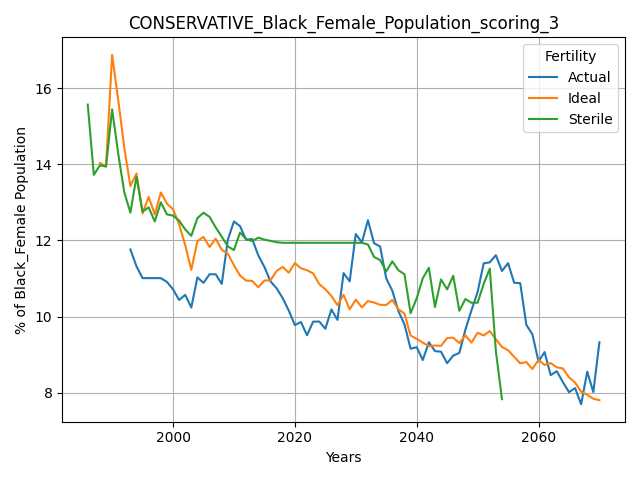 CONSERVATIVE_Black_Female_Population_scoring_3
% of Black_Female Population
16
14
12
10
8
Fertility
Actual
Ideal
Sterile
2000
2020
2040
2060
Years